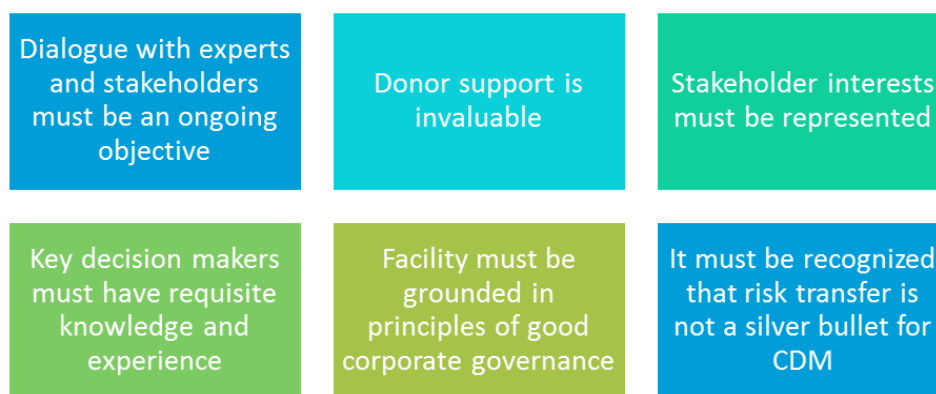 Dialogue with experts
and stakeholders
must be an ongoing
objective
Donor support is
invaluable
Stakeholder interests
must be represented
Key decision makers
must have requisite
knowledge and
experience
Facility must be
grounded in
principles of good
corporate governance
It must be recognized
that risk transfer is
not a silver bullet for
CDM